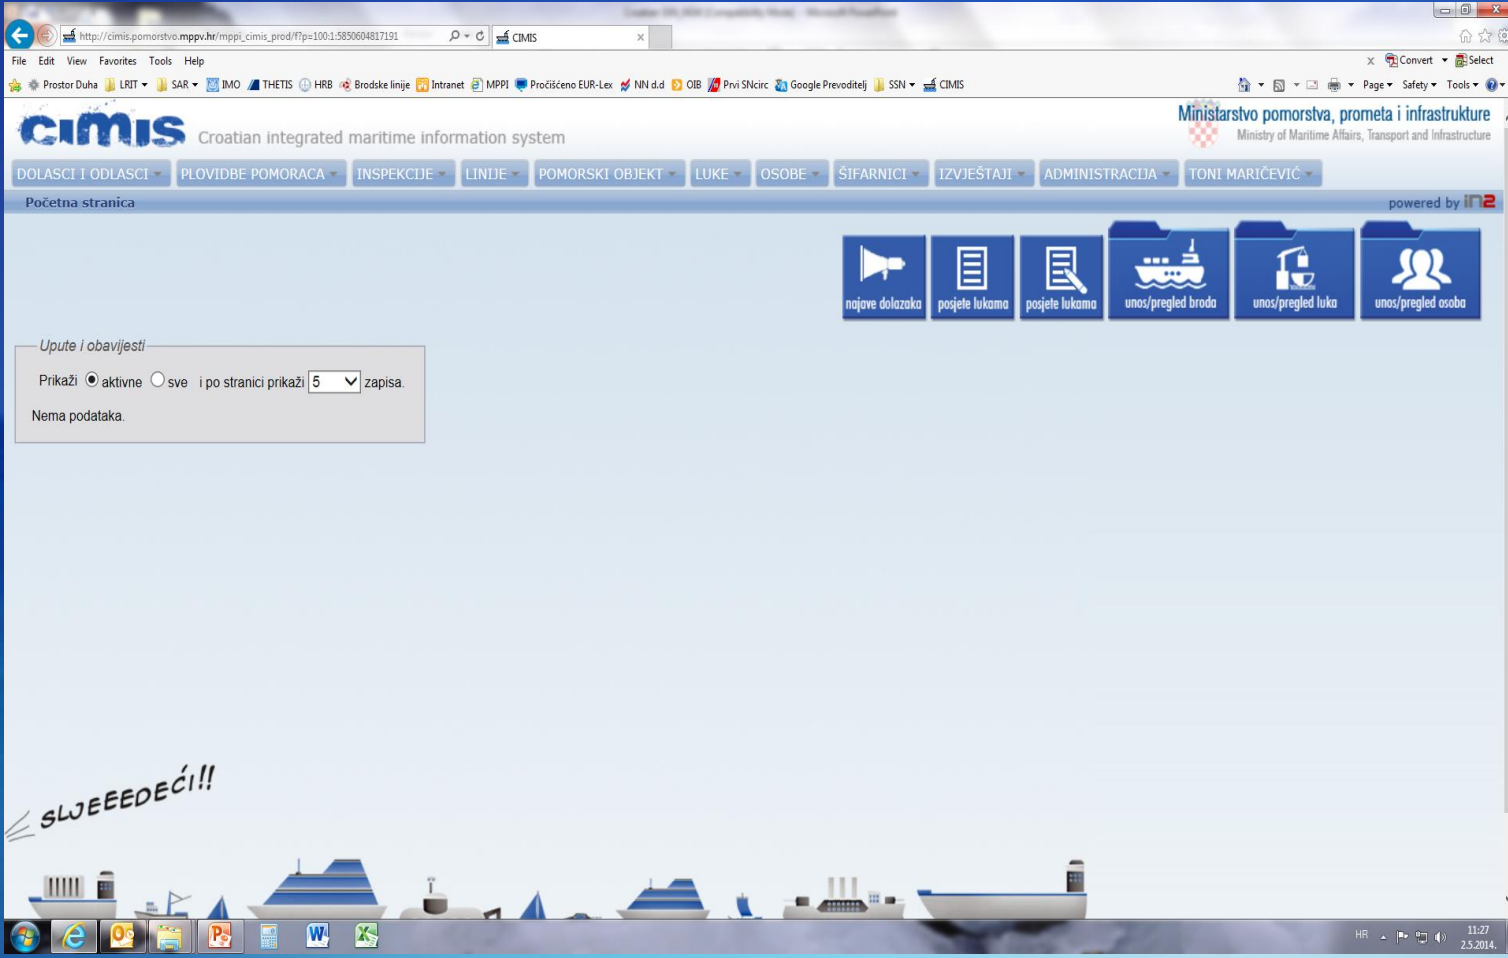 http://cimis.pomorstvo.mppv.hr/mppi_cimis_prod/f?p=100:1:5850604817191
CIMIS
File Edit View Favorites Tools Help
Convert Select
Prostor Duha LRIT SAR IMO THETIS HRB Brodske linije Intranet MPPI Pročišćeno EUR-Lex NN d.d OIB Prvi SNcirc Google Prevoditelj SSN CIMIS
Page Safety Tools
cimis Croatian integrated maritime information system
Ministarstvo pomorstva, prometa i infrastrukture
Ministry of Maritime Affairs, Transport and Infrastructure
DOLASCI I ODLASCI PLOVIDBE POMORACA INSPEKCIJE LINIJE POMORSKI OBJEKT LUKE OSOBE ŠIFARNICI IZVJEŠTAJI ADMINISTRACIJA TONI MARIČEVIĆ
Početna stranica
powered by in2
najave dolazaka posjete lukama posjete lukama unos/pregled broda unos/pregled luka unos/pregled osoba
Upute i obavijesti
Prikaži aktivne sve i po stranici prikaži 5 zapisa.
Nema podataka.
SLJEEEDEĆI!!
HR
11:27
2.5.2014.